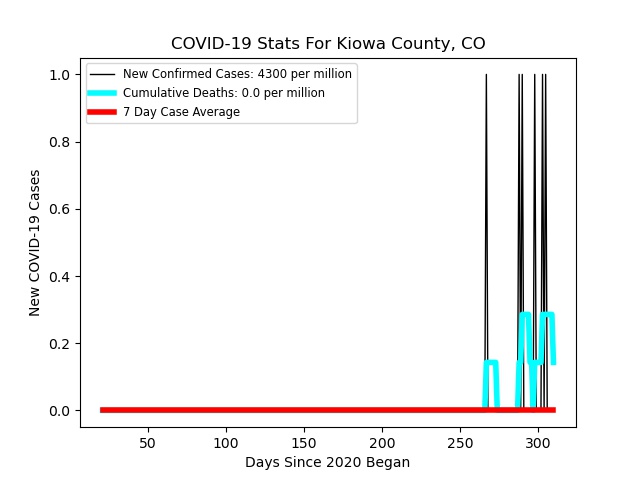 COVID-19 Stats For Kiowa County, CO
New Confirmed Cases: 4300 per million
Cumulative Deaths: 0.0 per million
7 Day Case Average
New COVID-19 Cases
1.0
0.8
0.6
0.4
0.2
0.0
50 100 150 200 250 300
Days Since 2020 Began